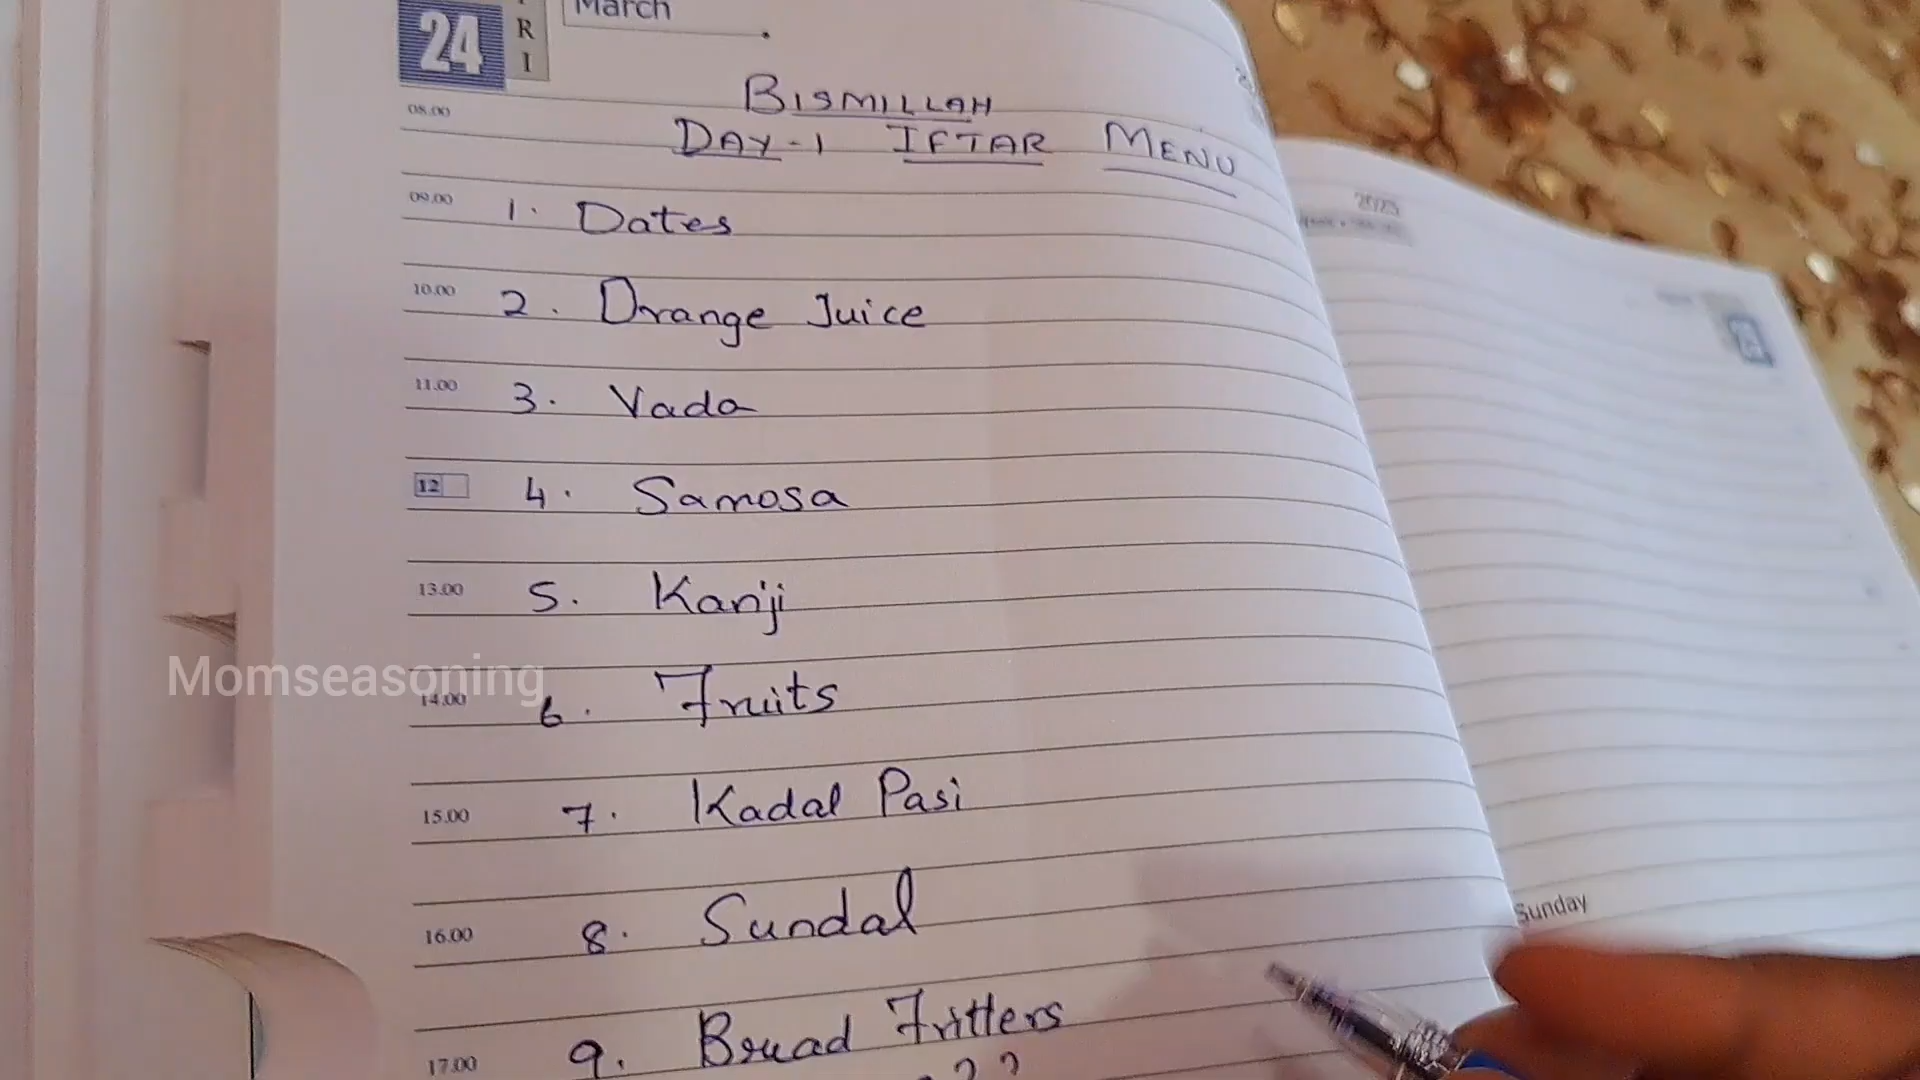 March
24
FRI
BISMILLAH
DAY-1 IFTAR MENU
08.00
09.00 1. Dates
10.00 2. Orange Juice
11.00 3. Vada
12 4. Samosa
13.00 5. Kanji
Momseasoning
14.00 6. Fruits
15.00 7. Kadal Pasi
16.00 8. Sundal
17.00 9. Bread Fritters
2023
Sunday